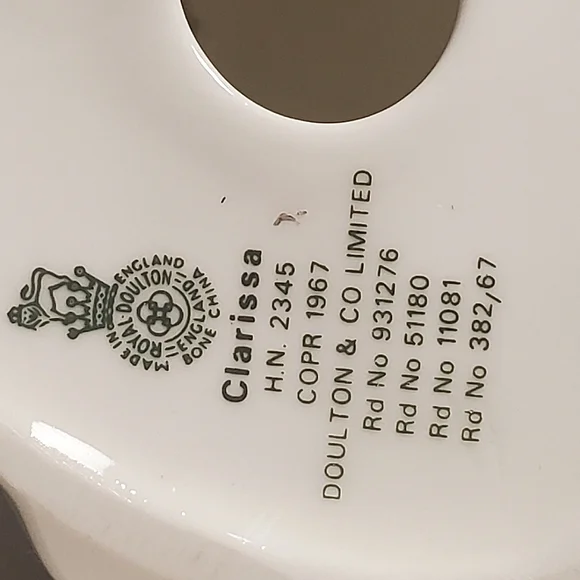 MADE IN ENGLAND
ROYAL DOULTON
ENGLAND
BONE CHINA
Clarissa
H.N. 2345
COPR 1967
DOULTON & CO LIMITED
Rd No 931276
Rd No 51180
Rd No 11081
Rd No 382/67